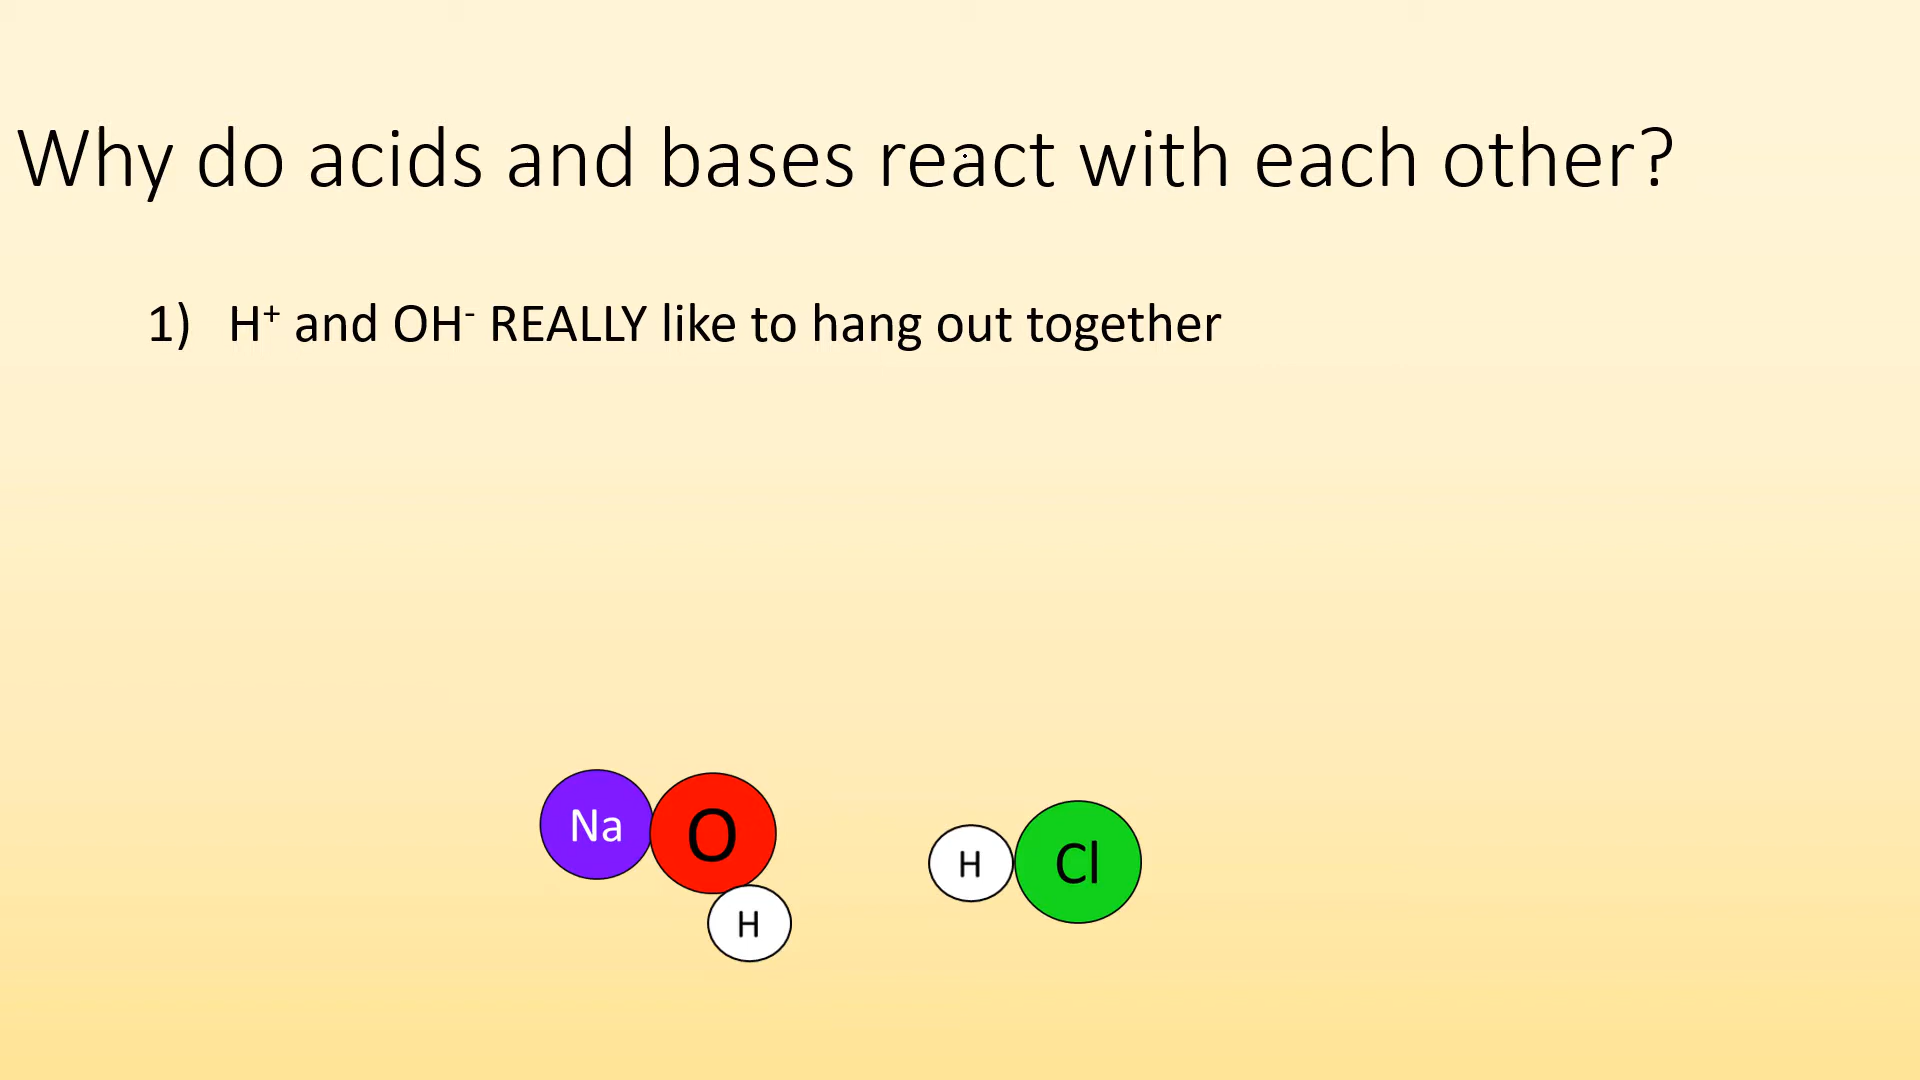 Why do acids and bases react with each other?
1) H⁺ and OH⁻ REALLY like to hang out together
Na O H Cl
H